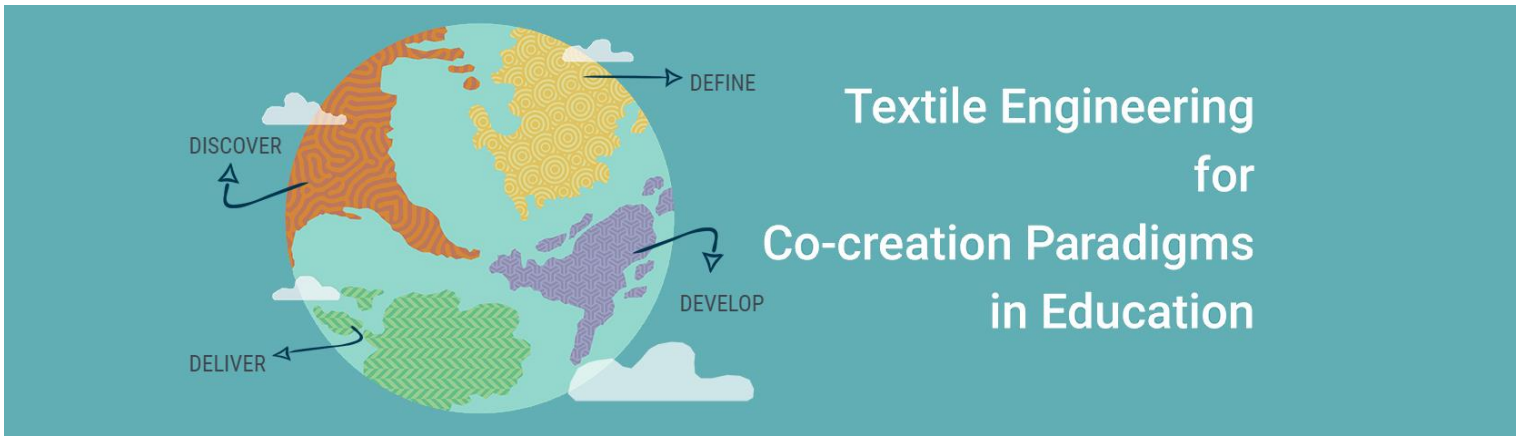 DISCOVER
DEFINE
DEVELOP
DELIVER
Textile Engineering
for
Co-creation Paradigms
in Education